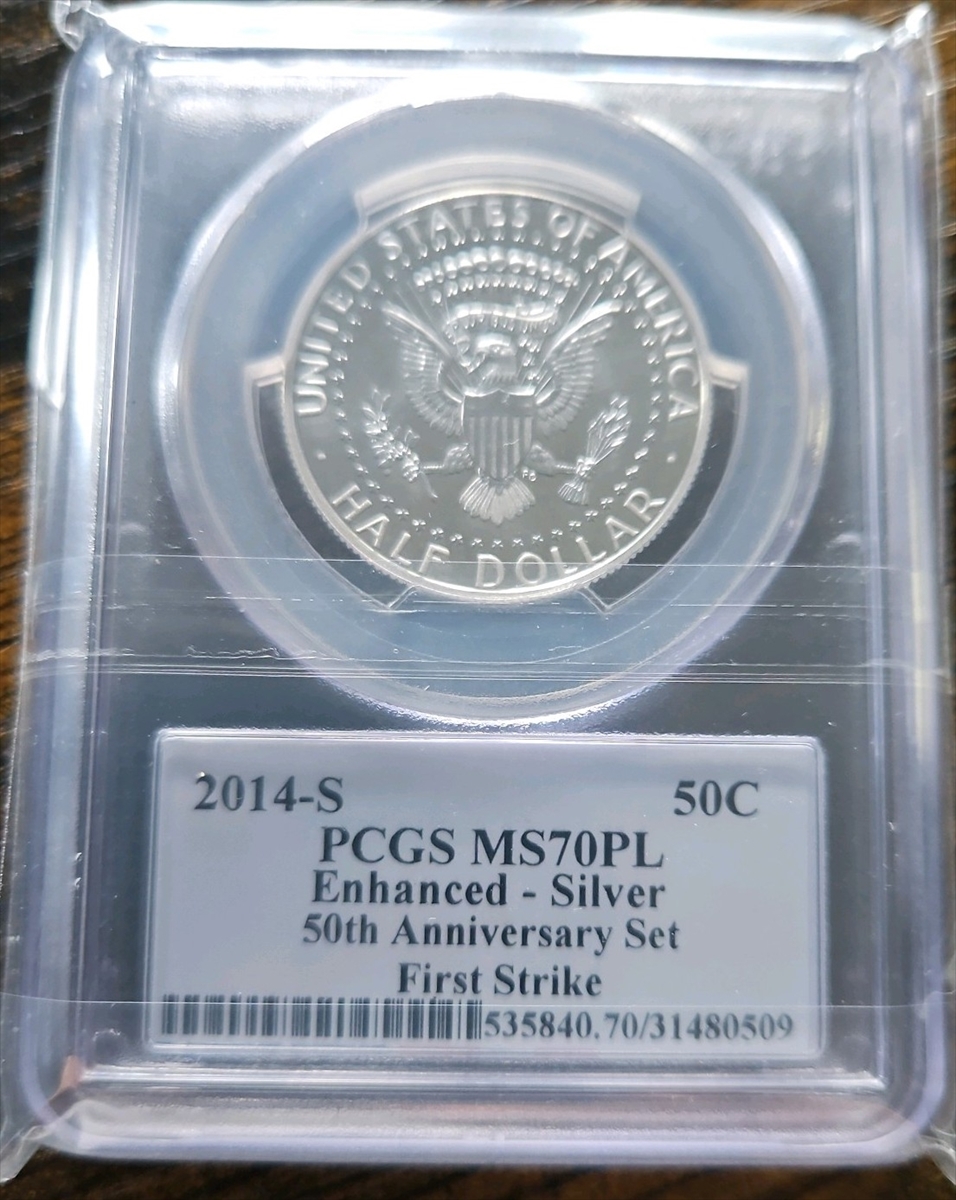 UNITED STATES OF AMERICA
HALF DOLLAR
2014-S 50C
PCGS MS70PL
Enhanced - Silver
50th Anniversary Set
First Strike
535840.70/31480509